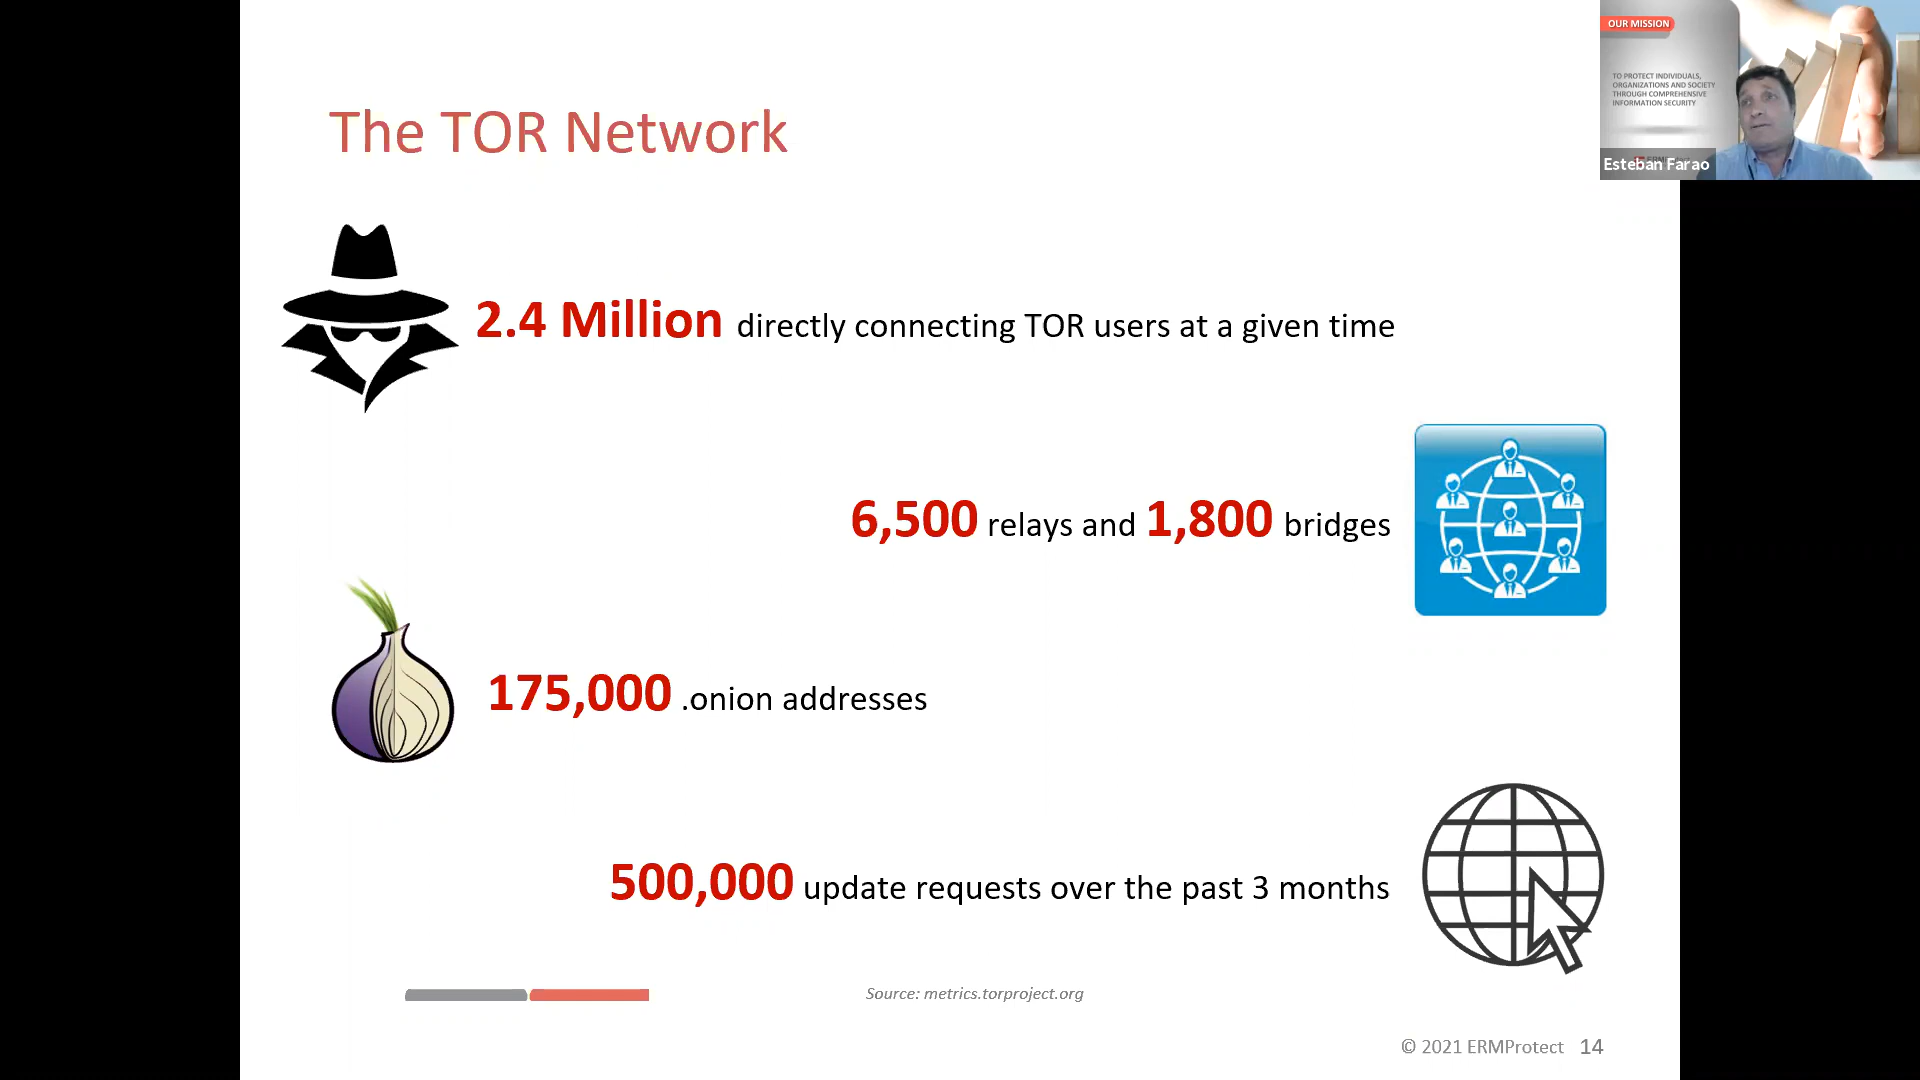 The TOR Network
OUR MISSION
TO PROTECT INDIVIDUALS,
ORGANIZATIONS AND SOCIETY
THROUGH COMPREHENSIVE
INFORMATION SECURITY
Esteban Farao
2.4 Million directly connecting TOR users at a given time
6,500 relays and 1,800 bridges
175,000 .onion addresses
500,000 update requests over the past 3 months
Source: metrics.torproject.org
© 2021 ERMProtect 14